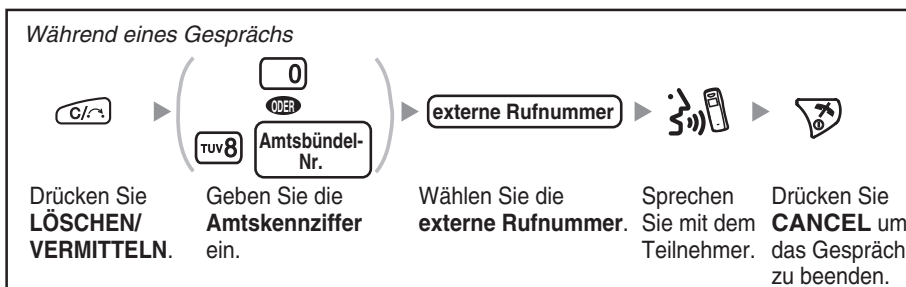 Während eines Gesprächs
C/
0
ODER
TUV8
Amtsbündel-
Nr.
externe Rufnummer
Drücken Sie
LÖSCHEN/
VERMITTELN.
Geben Sie die
Amtskennziffer
ein.
Wählen Sie die
externe Rufnummer.
Sprechen
Sie mit dem
Teilnehmer.
Drücken Sie
CANCEL um
das Gespräch
zu beenden.